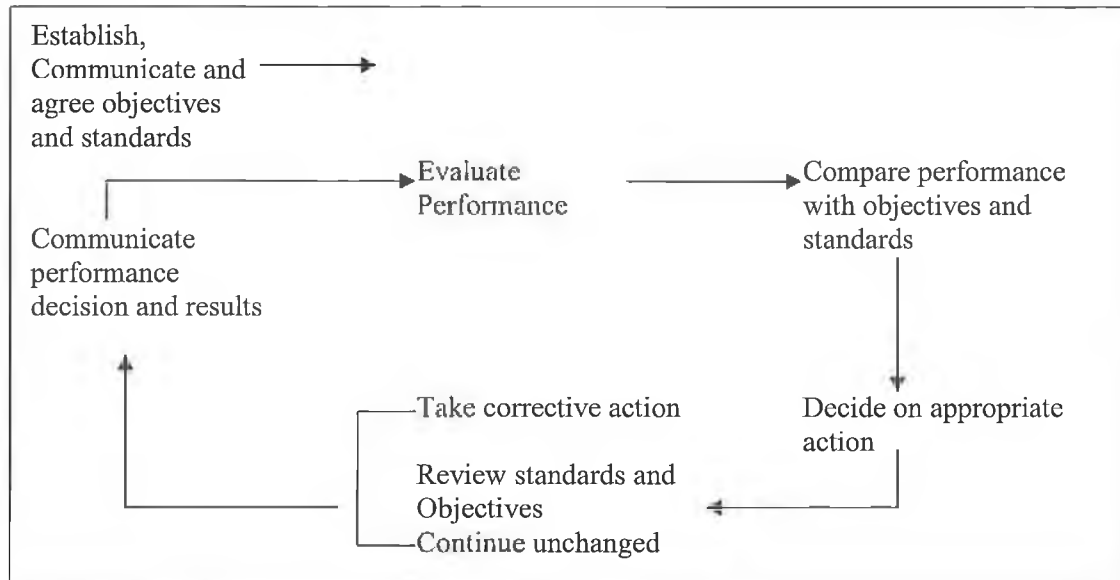 Establish,
Communicate and
agree objectives
and standards
Evaluate
Performance
Compare performance
with objectives and
standards
Communicate
performance
decision and results
Take corrective action
Decide on appropriate
action
Review standards and
Objectives
Continue unchanged